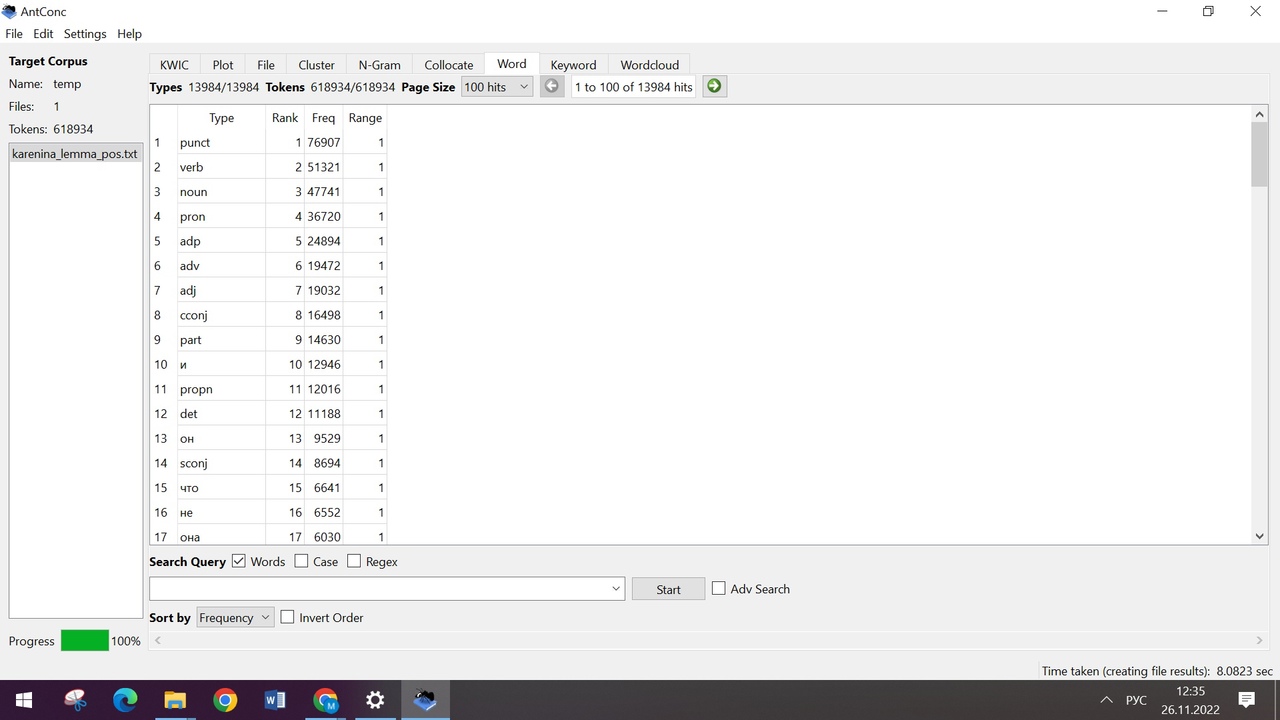 AntConc
File Edit Settings Help
Target Corpus
Name: temp
Files: 1
Tokens: 618934
karenina_lemma_pos.txt
KWIC Plot File Cluster N-Gram Collocate Word Keyword Wordcloud
Types 13984/13984 Tokens 618934/618934 Page Size 100 hits 1 to 100 of 13984 hits
Type Rank Freq Range
1 punct 1 76907 1
2 verb 2 51321 1
3 noun 3 47741 1
4 pron 4 36720 1
5 adp 5 24894 1
6 adv 6 19472 1
7 adj 7 19032 1
8 cconj 8 16498 1
9 part 9 14630 1
10 и 10 12946 1
11 propn 11 12016 1
12 det 12 11188 1
13 он 13 9529 1
14 sconj 14 8694 1
15 что 15 6641 1
16 не 16 6552 1
17 она 17 6030 1
Search Query Words Case Regex
Start Adv Search
Sort by Frequency Invert Order
Progress 100%
Time taken (creating file results): 8.0823 sec
РУС
12:35
26.11.2022